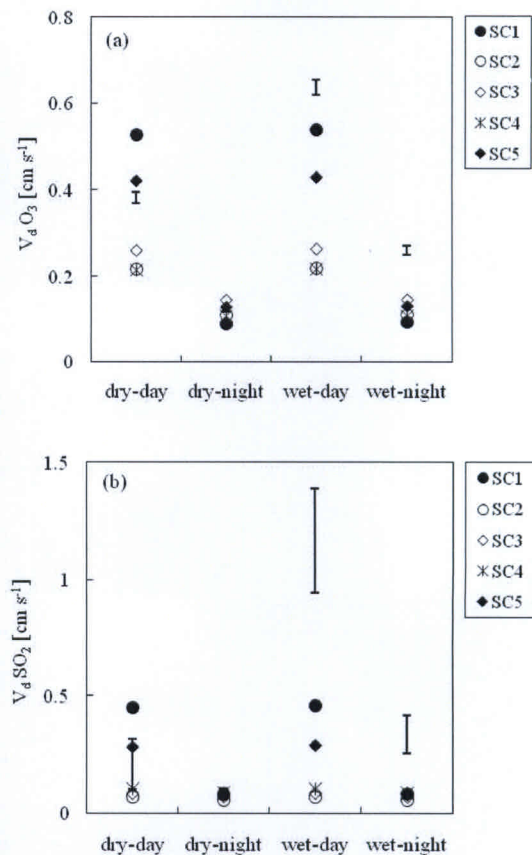 (a)
V_d O_3 [cm s^-1]
0.8
0.6
0.4
0.2
0
dry-day dry-night wet-day wet-night
SC1
SC2
SC3
SC4
SC5
(b)
V_d SO_2 [cm s^-1]
1.5
1
0.5
0
dry-day dry-night wet-day wet-night
SC1
SC2
SC3
SC4
SC5